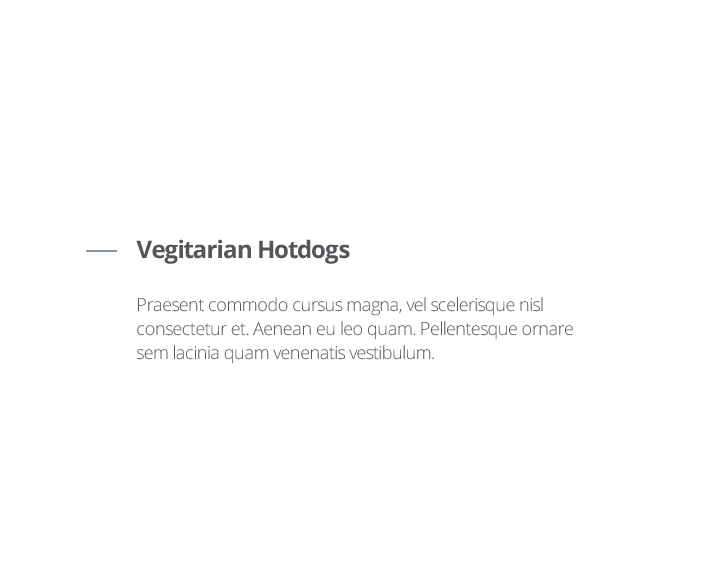 Vegitarian Hotdogs
Praesent commodo cursus magna, vel scelerisque nisl
consectetur et. Aenean eu leo quam. Pellentesque ornare
sem lacinia quam venenatis vestibulum.